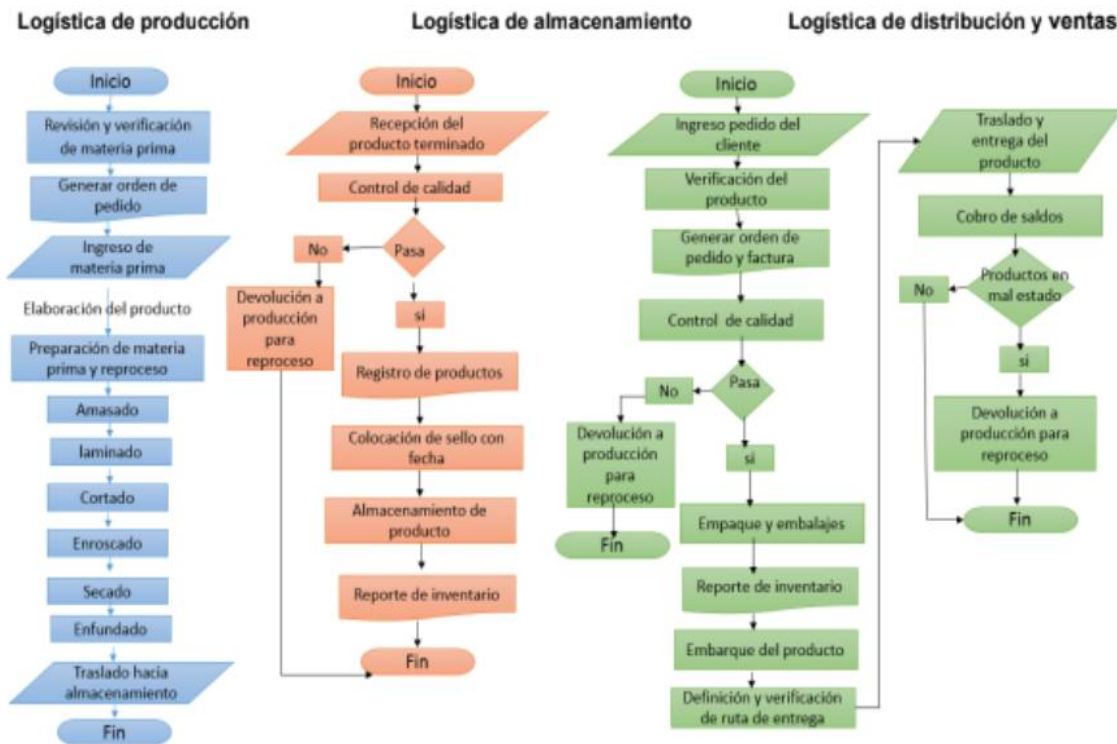 Logística de producción
Inicio
Revisión y verificación
de materia prima
Generar orden de
pedido
Ingreso de
materia prima
Elaboración del producto
Preparación de materia
prima y reproceso
Amasado
laminado
Cortado
Enroscado
Secado
Enfundado
Traslado hacia
almacenamiento
Fin
Logística de almacenamiento
Inicio
Recepción del
producto terminado
Control de calidad
Pasa
No
Devolución a
producción
para
reproceso
si
Registro de productos
Colocación de sello con
fecha
Almacenamiento de
producto
Reporte de inventario
Fin
Logística de distribución y ventas
Inicio
Ingreso pedido del
cliente
Verificación del
producto
Generar orden de
pedido y factura
Control de calidad
Pasa
No
Devolución a
producción
para
reproceso
Fin
si
Empaque y embalajes
Reporte de inventario
Embarque del producto
Definición y verificación
de ruta de entrega
Traslado y
entrega del
producto
Cobro de saldos
Productos en
mal estado
No
si
Devolución a
producción para
reproceso
Fin